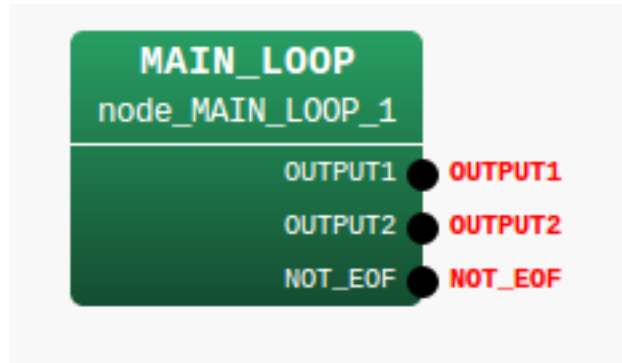 MAIN_LOOP
node_MAIN_LOOP_1
OUTPUT1 OUTPUT1
OUTPUT2 OUTPUT2
NOT_EOF NOT_EOF